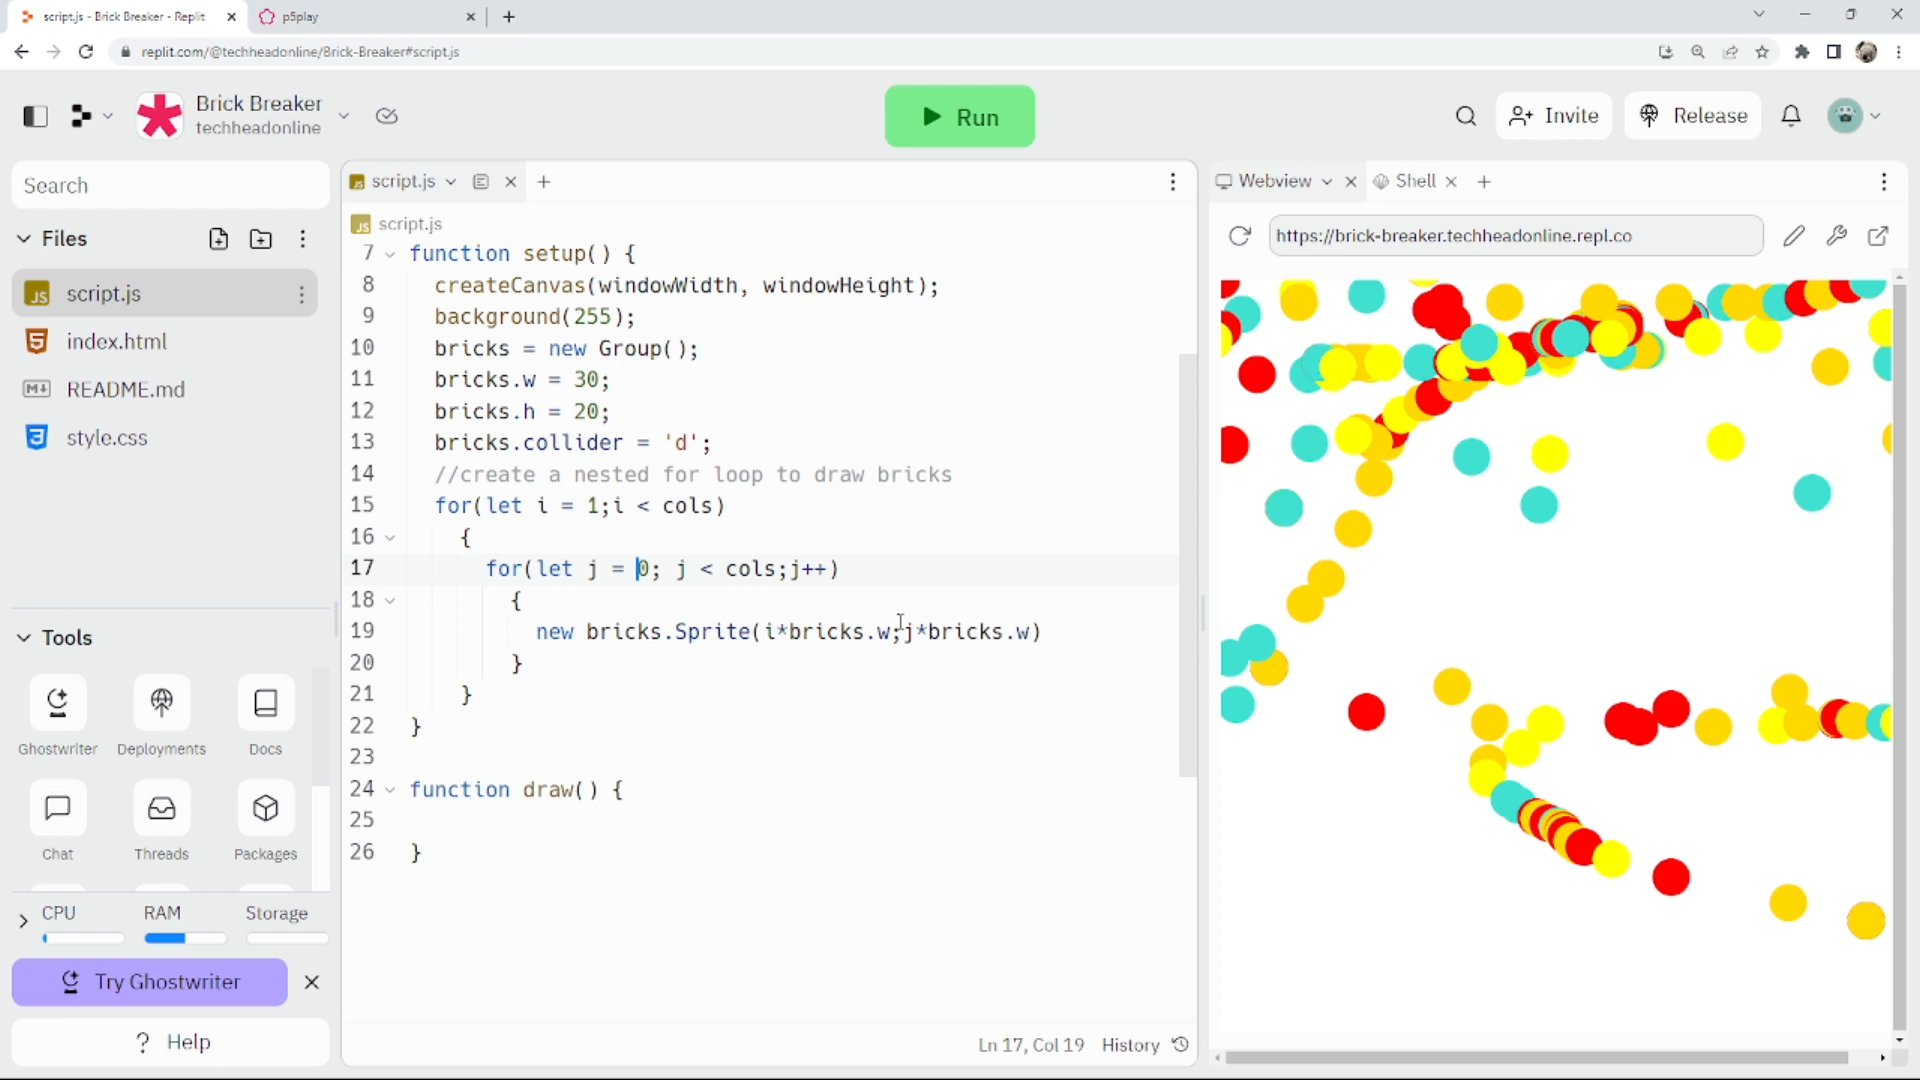 script.js - Brick Breaker - Replit
p5play
replit.com/@techheadonline/Brick-Breaker#script.js
Brick Breaker
techheadonline
Run
Invite
Release
Search
Files
script.js
index.html
README.md
style.css
Tools
Ghostwriter
Deployments
Docs
Chat
Threads
Packages
CPU
RAM
Storage
Try Ghostwriter
? Help
script.js
script.js
7 function setup() {
8 createCanvas(windowWidth, windowHeight);
9 background(255);
10 bricks = new Group();
11 bricks.w = 30;
12 bricks.h = 20;
13 bricks.collider = 'd';
14 //create a nested for loop to draw bricks
15 for(let i = 1;i < cols)
16 {
17 for(let j = 0; j < cols;j++)
18 {
19 new bricks.Sprite(i*bricks.w;j*bricks.w)
20 }
21 }
22 }
23
24 function draw() {
25
26 }
Ln 17, Col 19 History
Webview
Shell
https://brick-breaker.techheadonline.repl.co